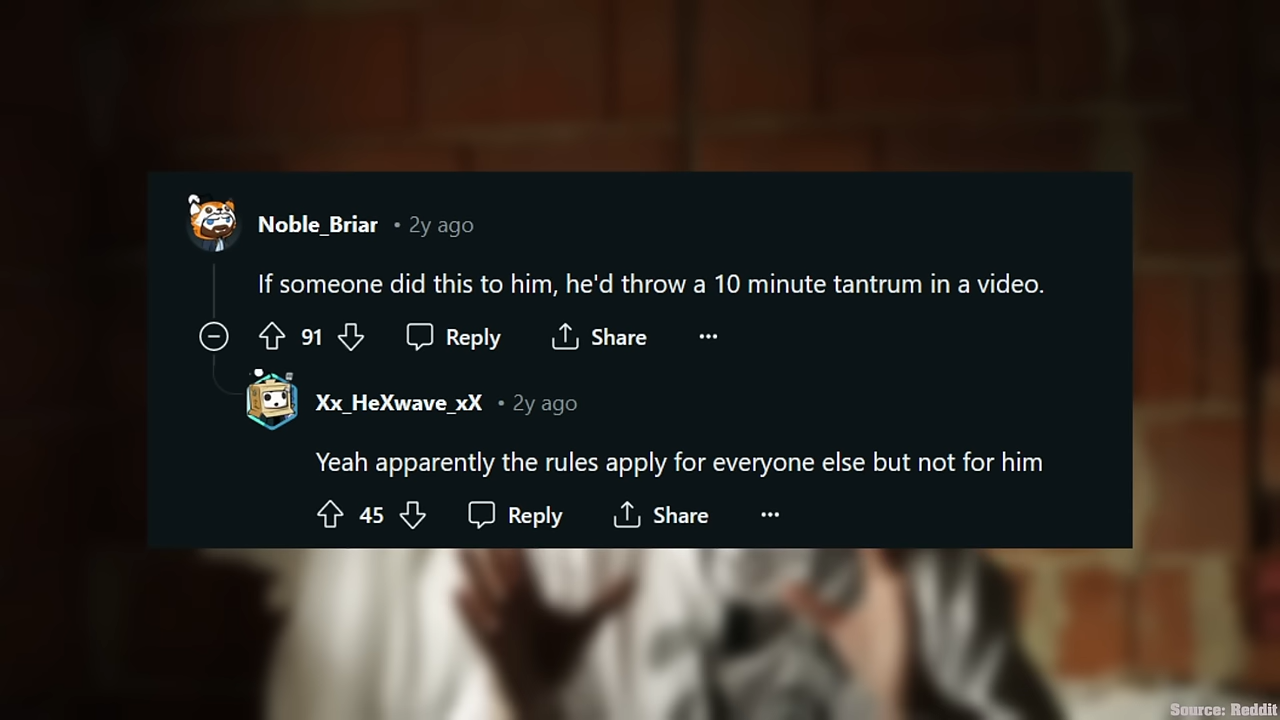 Noble_Briar • 2y ago
If someone did this to him, he'd throw a 10 minute tantrum in a video.
91 Reply Share ...
Xx_HeXwave_xX • 2y ago
Yeah apparently the rules apply for everyone else but not for him
45 Reply Share ...
Source: Reddit